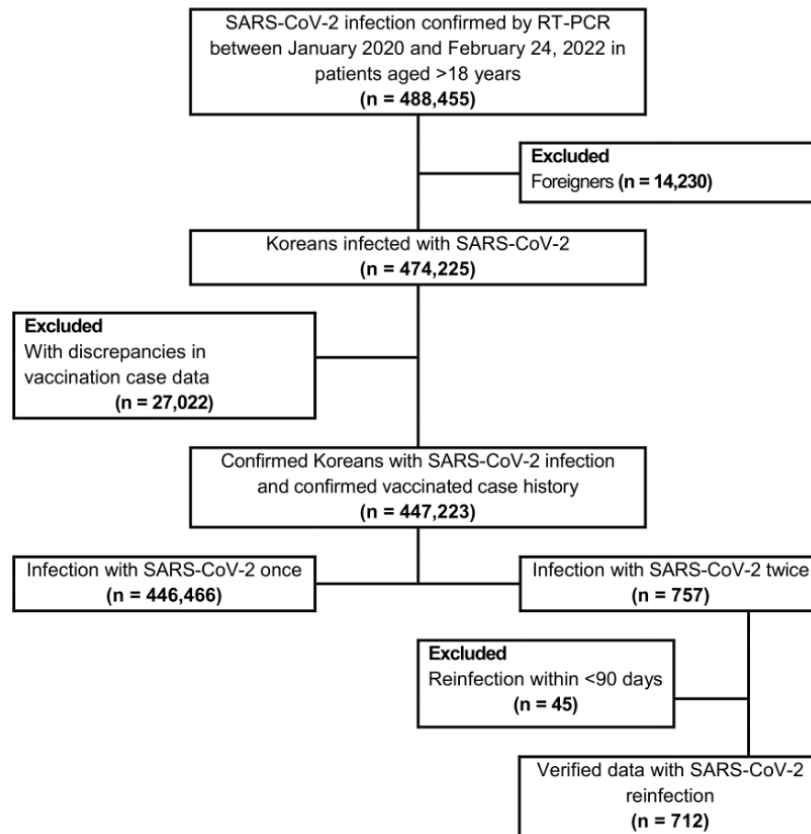 SARS-CoV-2 infection confirmed by RT-PCR
between January 2020 and February 24, 2022 in
patients aged >18 years
(n = 488,455)
Excluded
Foreigners (n = 14,230)
Koreans infected with SARS-CoV-2
(n = 474,225)
Excluded
With discrepancies in
vaccination case data
(n = 27,022)
Confirmed Koreans with SARS-CoV-2 infection
and confirmed vaccinated case history
(n = 447,223)
Infection with SARS-CoV-2 once
(n = 446,466)
Infection with SARS-CoV-2 twice
(n = 757)
Excluded
Reinfection within <90 days
(n = 45)
Verified data with SARS-CoV-2
reinfection
(n = 712)